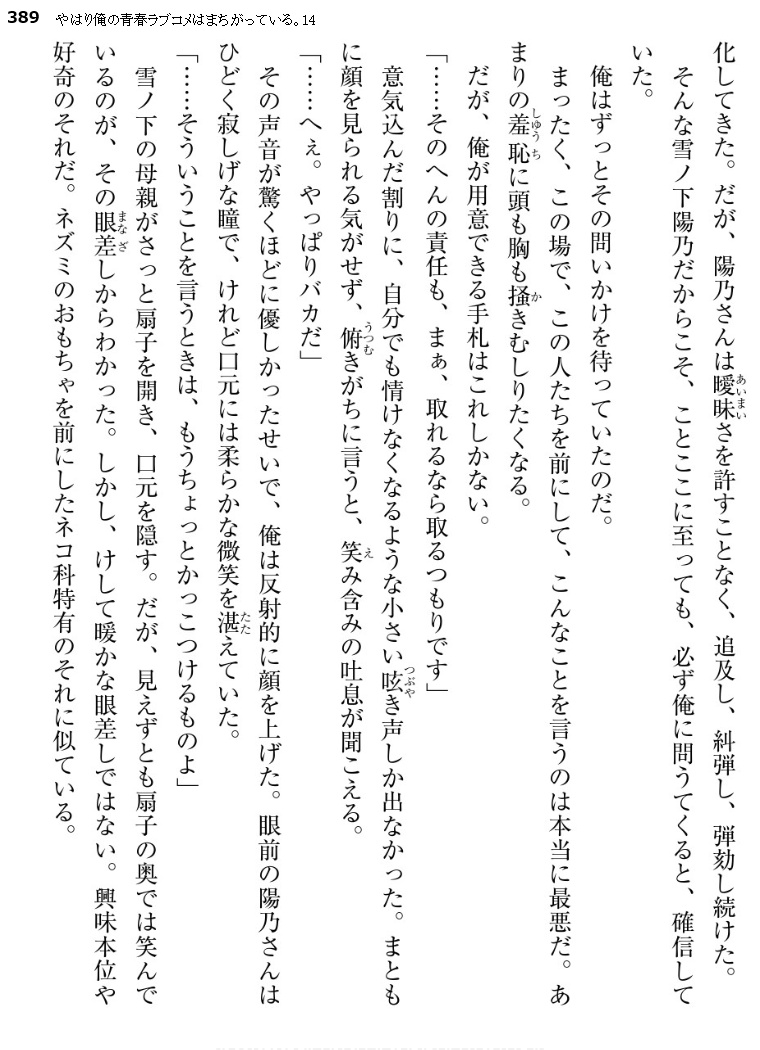 389 やはり俺の青春ラブコメはまちがっている。14
化してきた。だが、陽乃さんは曖昧さを許すことなく、追及し、糾弾し、弾劾し続けた。
そんな雪ノ下陽乃だからこそ、ことここに至っても、必ず俺に問うてくると、確信して
いた。
俺はずっとその問いかけを待っていたのだ。
まったく、この場で、この人たちを前にして、こんなことを言うのは本当に最悪だ。あ
まりの羞恥に頭も胸も掻きむしりたくなる。
だが、俺が用意できる手札はこれしかない。
「……そのへんの責任も、まぁ、取れるなら取るつもりです」
意気込んだ割りに、自分でも情けなくなるような小さい呟き声しか出なかった。まとも
に顔を見られる気がせず、俯きがちに言うと、笑み含みの吐息が聞こえる。
「……へぇ。やっぱりバカだ」
その声音が驚くほどに優しかったせいで、俺は反射的に顔を上げた。眼前の陽乃さんは
ひどく寂しげな瞳で、けれど口元には柔らかな微笑を湛えていた。
「……そういうことを言うときは、もうちょっとかっこつけるものよ」
雪ノ下の母親がさっと扇子を開き、口元を隠す。だが、見えずとも扇子の奥では笑んで
いるのが、その眼差しからわかった。しかし、けして暖かな眼差しではない。興味本位や
好奇のそれだ。ネズミのおもちゃを前にしたネコ科特有のそれに似ている。